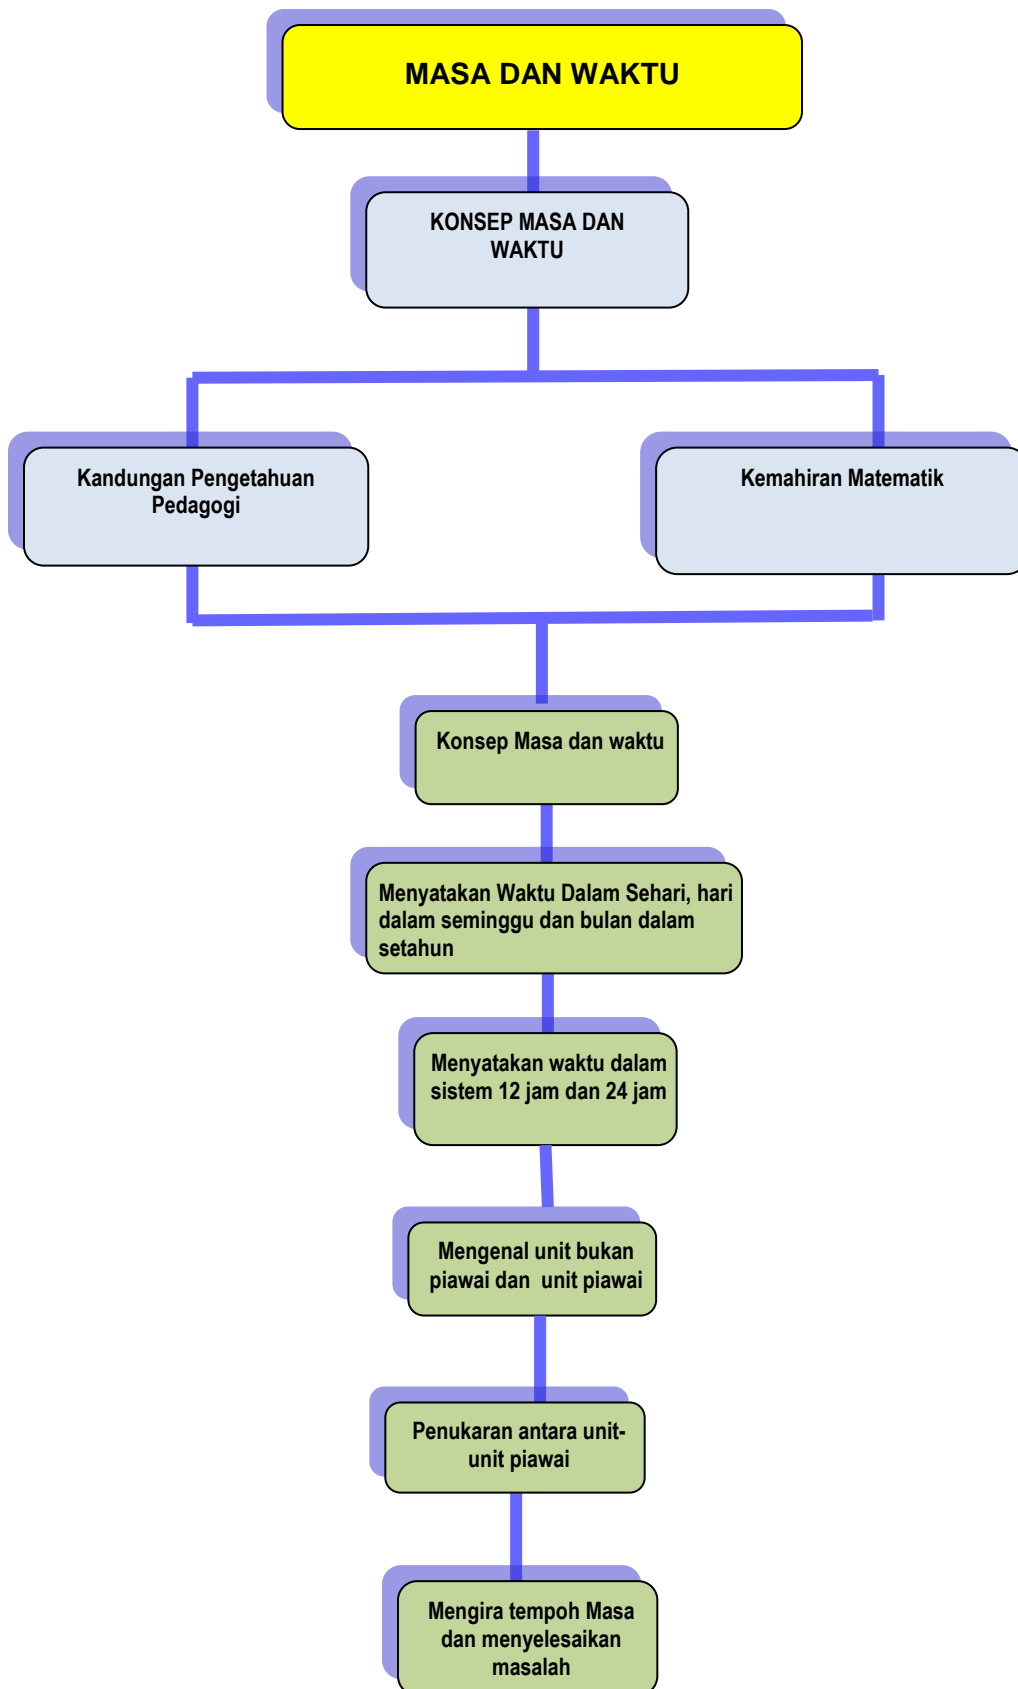 MASA DAN WAKTU
KONSEP MASA DAN
WAKTU
Kandungan Pengetahuan
Pedagogi
Kemahiran Matematik
Konsep Masa dan waktu
Menyatakan Waktu Dalam Sehari, hari
dalam seminggu dan bulan dalam
setahun
Menyatakan waktu dalam
sistem 12 jam dan 24 jam
Mengenal unit bukan
piawai dan unit piawai
Penukaran antara unit-
unit piawai
Mengira tempoh Masa
dan menyelesaikan
masalah